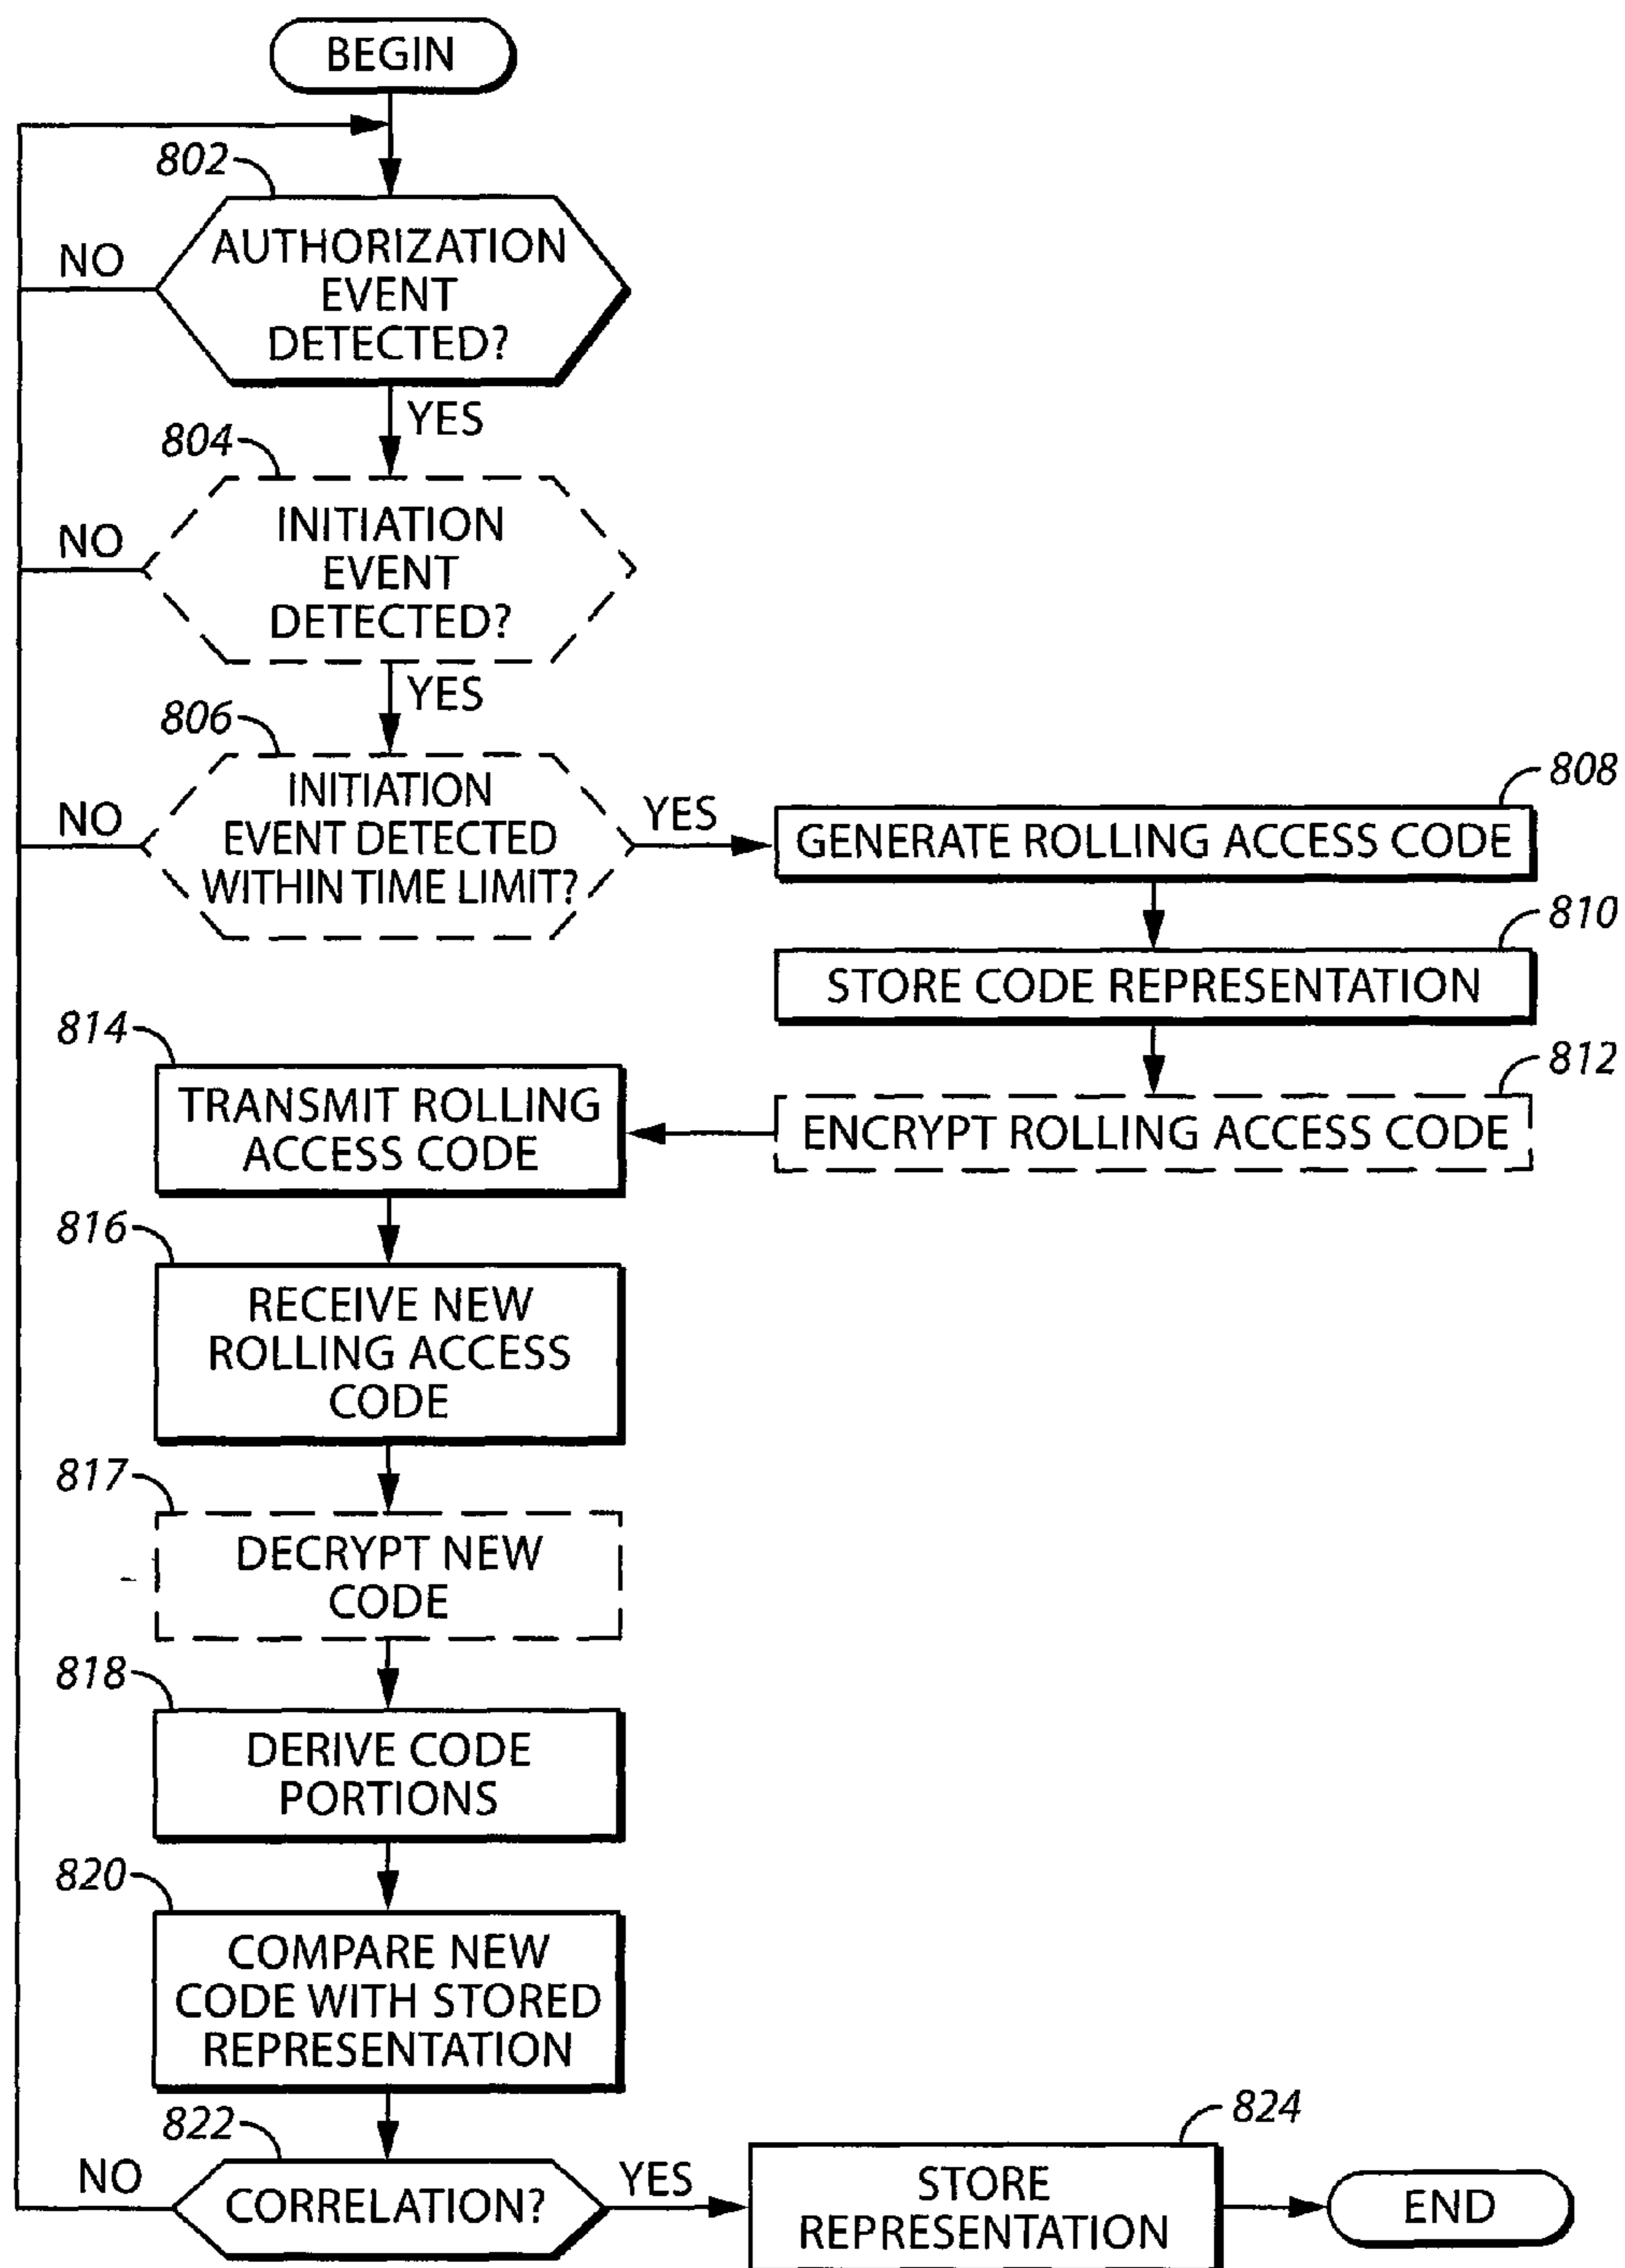 BEGIN
802
NO
AUTHORIZATION
EVENT
DETECTED?
YES
804
NO
INITIATION
EVENT
DETECTED?
YES
806
NO
INITIATION
EVENT DETECTED
WITHIN TIME LIMIT?
YES
808
GENERATE ROLLING ACCESS CODE
810
STORE CODE REPRESENTATION
812
ENCRYPT ROLLING ACCESS CODE
814
TRANSMIT ROLLING
ACCESS CODE
816
RECEIVE NEW
ROLLING ACCESS
CODE
817
DECRYPT NEW
CODE
818
DERIVE CODE
PORTIONS
820
COMPARE NEW
CODE WITH STORED
REPRESENTATION
822
NO
CORRELATION?
YES
824
STORE
REPRESENTATION
END